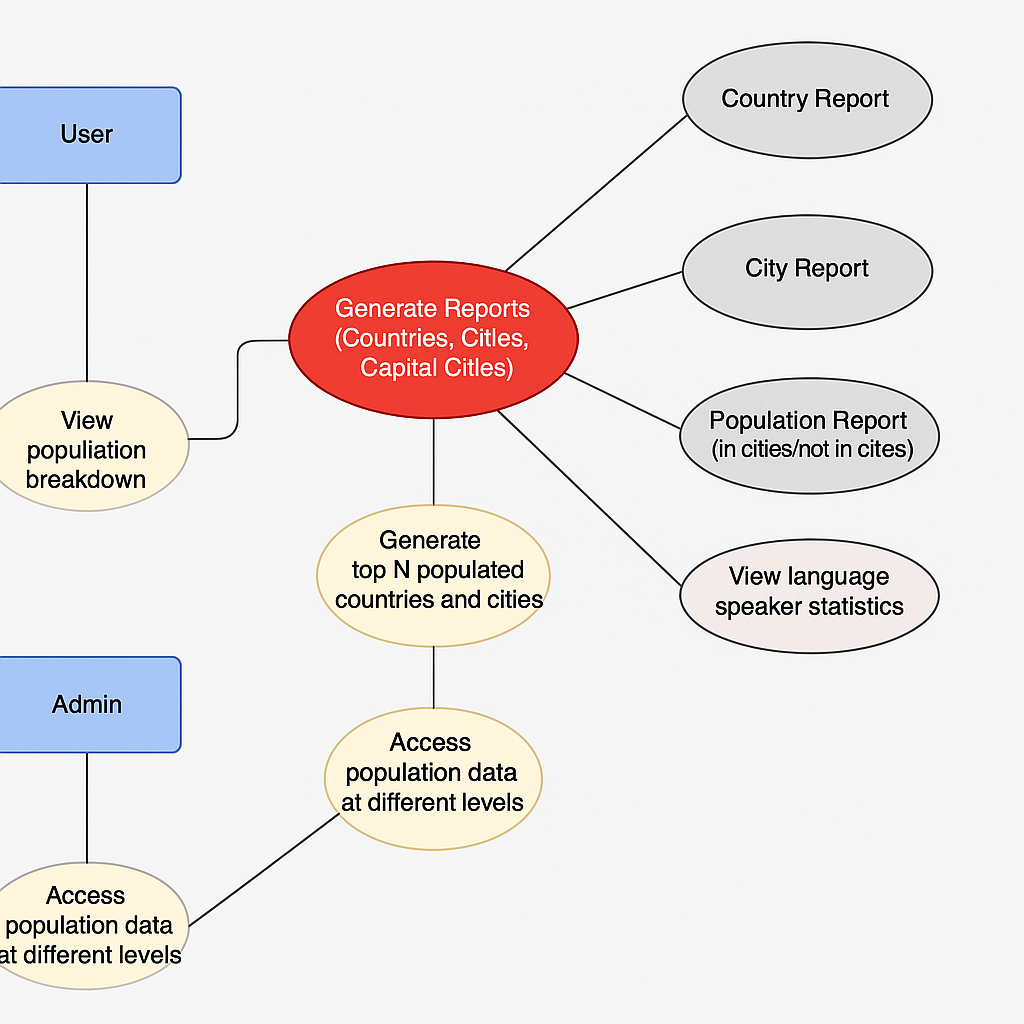 User
Country Report
City Report
Generate Reports
(Countries, Citles,
Capital Citles)
View
populiation
breakdown
Population Report
(in cities/not in cites)
Generate
top N populated
countries and cities
View language
speaker statistics
Admin
Access
population data
at different levels
Access
population data
at different levels